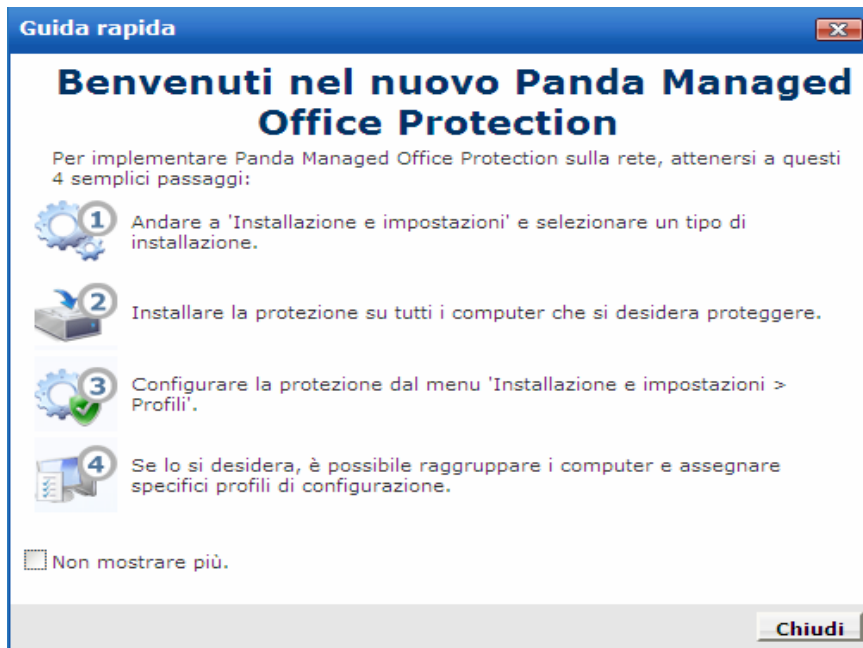 Guida rapida
Benvenuti nel nuovo Panda Managed
Office Protection
Per implementare Panda Managed Office Protection sulla rete, attenersi a questi
4 semplici passaggi:
1
Andare a 'Installazione e impostazioni' e selezionare un tipo di
installazione.
2
Installare la protezione su tutti i computer che si desidera proteggere.
3
Configurare la protezione dal menu 'Installazione e impostazioni >
Profili'.
4
Se lo si desidera, è possibile raggruppare i computer e assegnare
specifici profili di configurazione.
Non mostrare più.
Chiudi